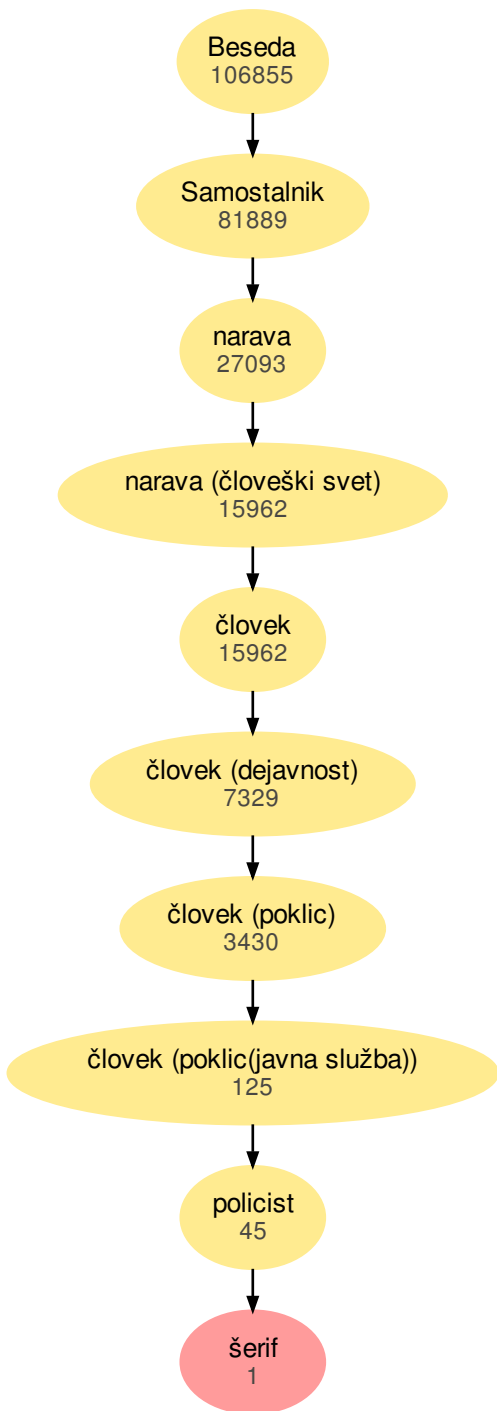 Beseda
106855
Samostalnik
81889
narava
27093
narava (človeški svet)
15962
človek
15962
človek (dejavnost)
7329
človek (poklic)
3430
človek (poklic(javna služba))
125
policist
45
šerif
1